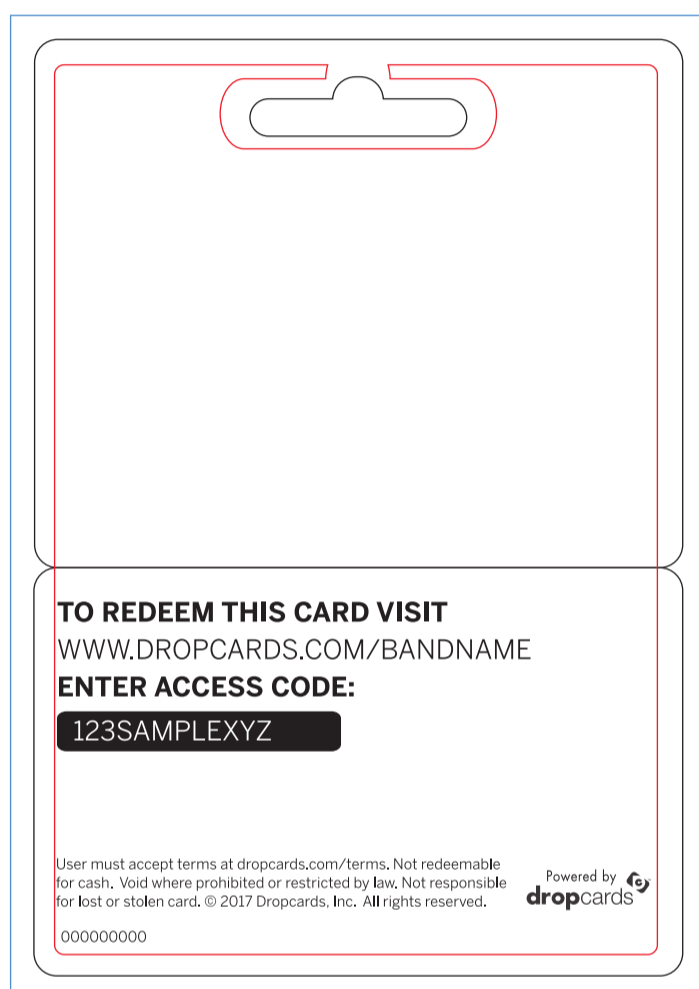 TO REDEEM THIS CARD VISIT
WWW.DROPCARDS.COM/BANDNAME
ENTER ACCESS CODE:
123SAMPLEXYZ
User must accept terms at dropcards.com/terms. Not redeemable
for cash. Void where prohibited or restricted by law. Not responsible
for lost or stolen card. © 2017 Dropcards, Inc. All rights reserved.
Powered by
dropcards
000000000